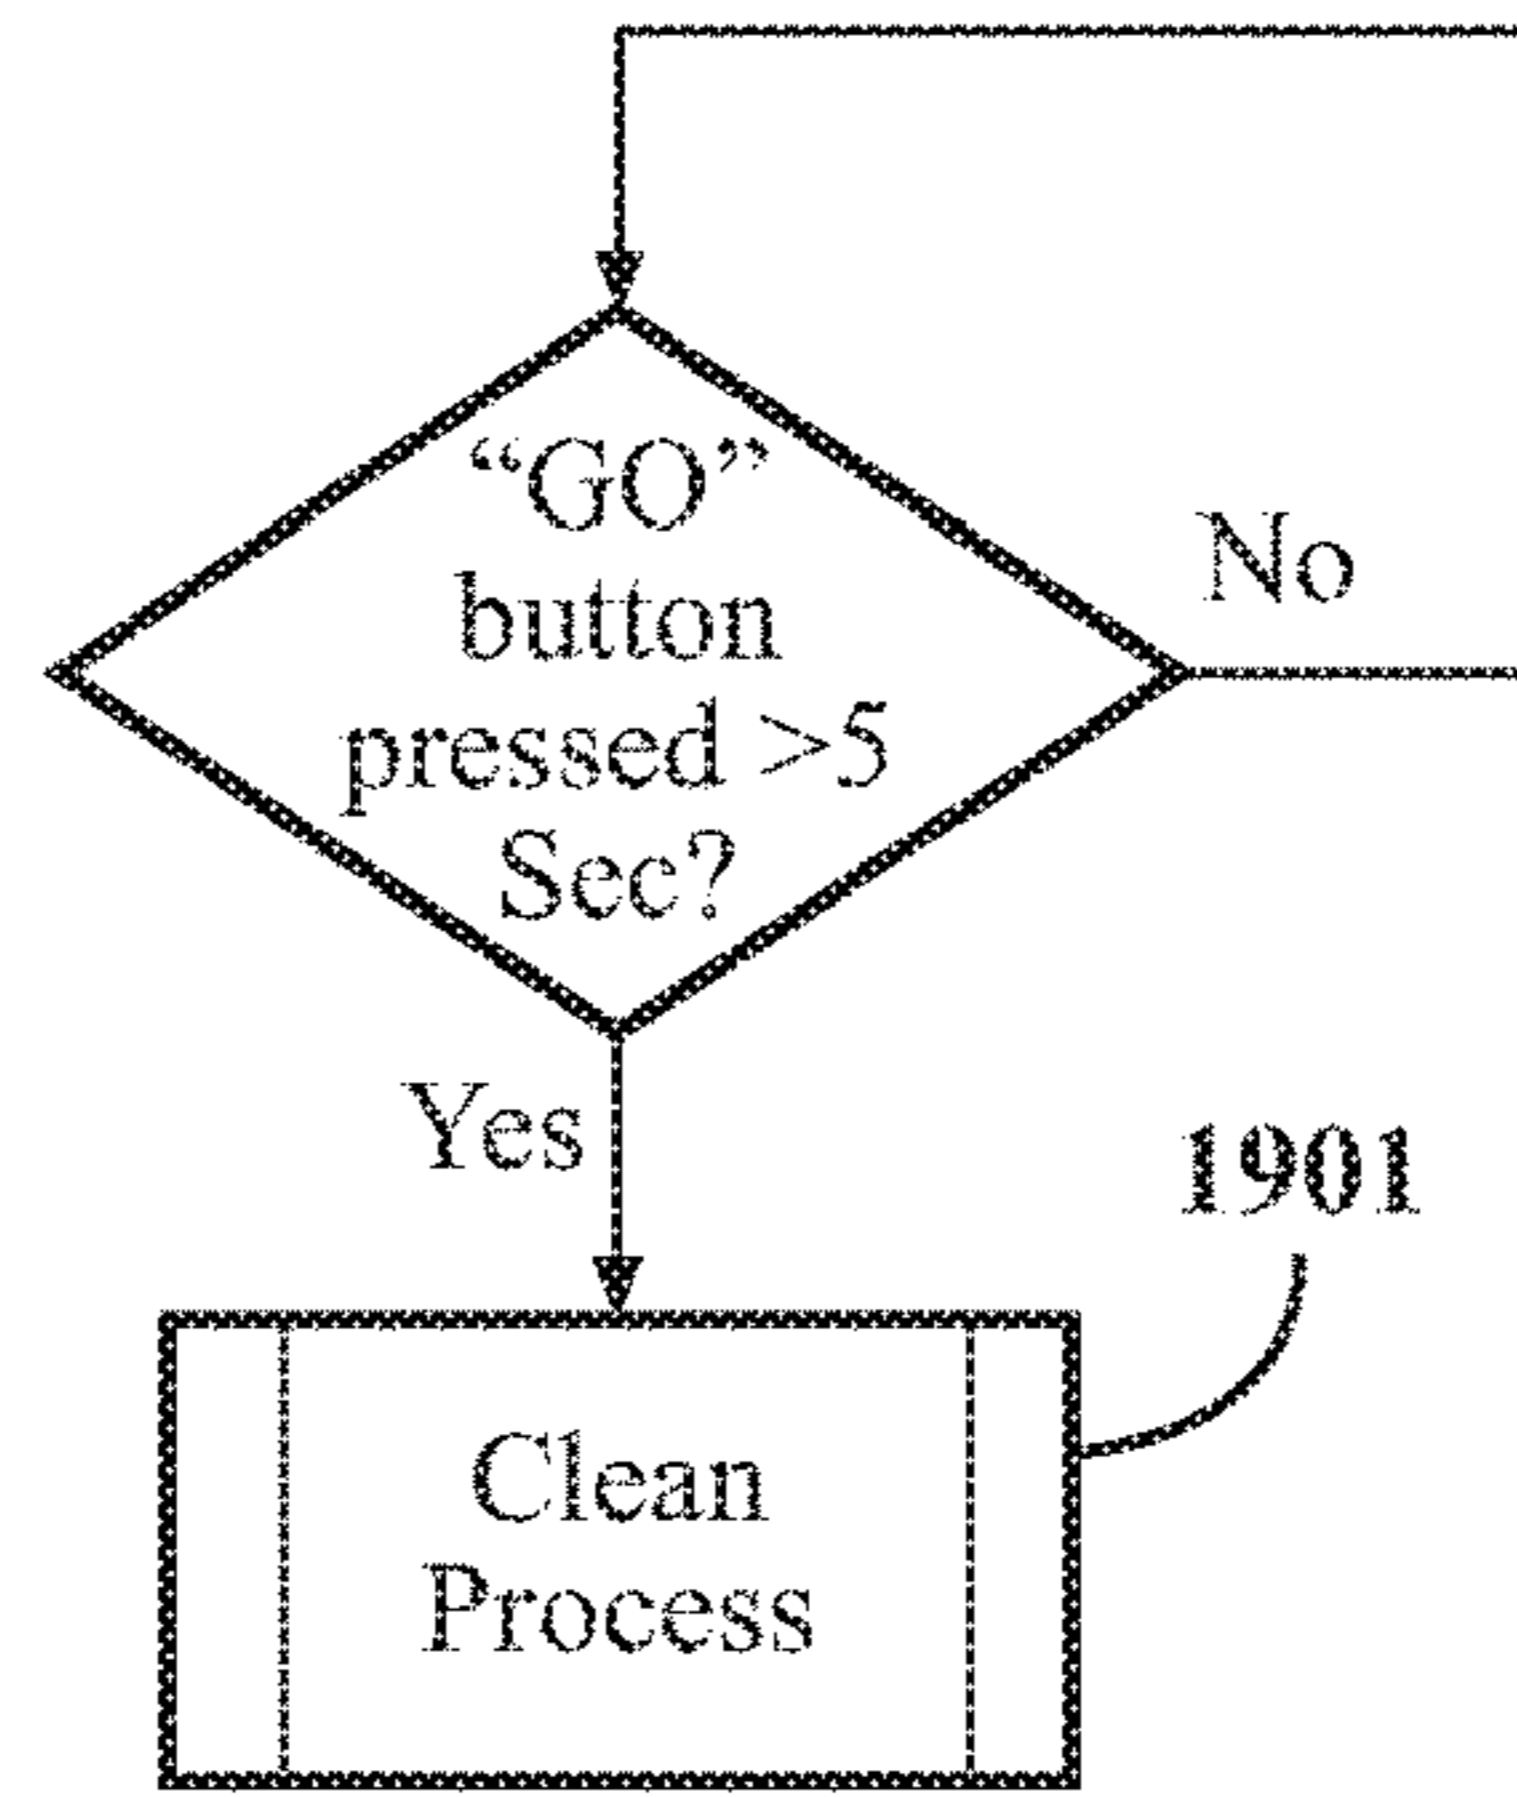 “GO”
button
pressed >5
Sec?
No
Yes
1901
Clean
Process